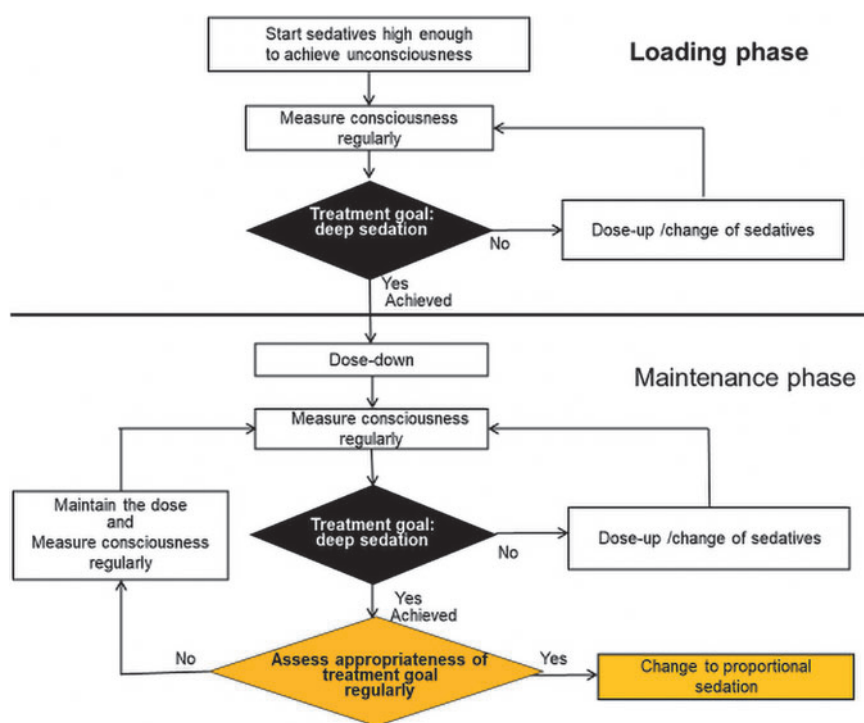 Start sedatives high enough
to achieve unconsciousness
Loading phase
Measure consciousness
regularly
Treatment goal:
deep sedation
No
Dose-up /change of sedatives
Yes
Achieved
Dose-down
Maintenance phase
Measure consciousness
regularly
Maintain the dose
and
Measure consciousness
regularly
Treatment goal:
deep sedation
No
Dose-up /change of sedatives
Yes
Achieved
No
Assess appropriateness of
treatment goal
regularly
Yes
Change to proportional
sedation